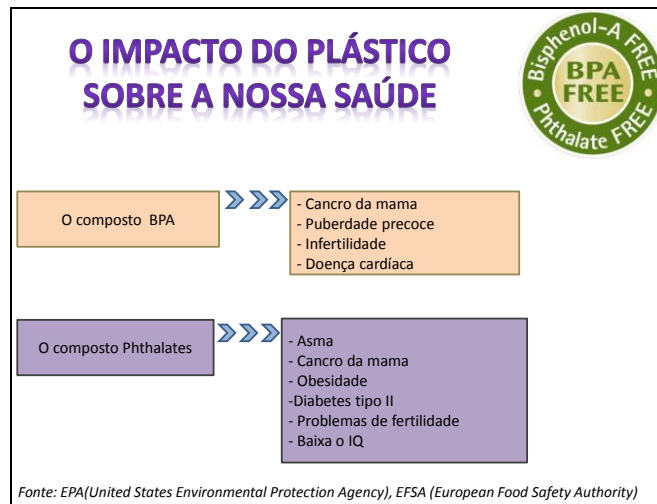 O IMPACTO DO PLÁSTICO
SOBRE A NOSSA SAÚDE
Bisphenol-A FREE
BPA
FREE
Phthalate FREE
O composto BPA
- Cancro da mama
- Puberdade precoce
- Infertilidade
- Doença cardíaca
O composto Phthalates
- Asma
- Cancro da mama
- Obesidade
-Diabetes tipo II
- Problemas de fertilidade
- Baixa o IQ
Fonte: EPA(United States Environmental Protection Agency), EFSA (European Food Safety Authority)